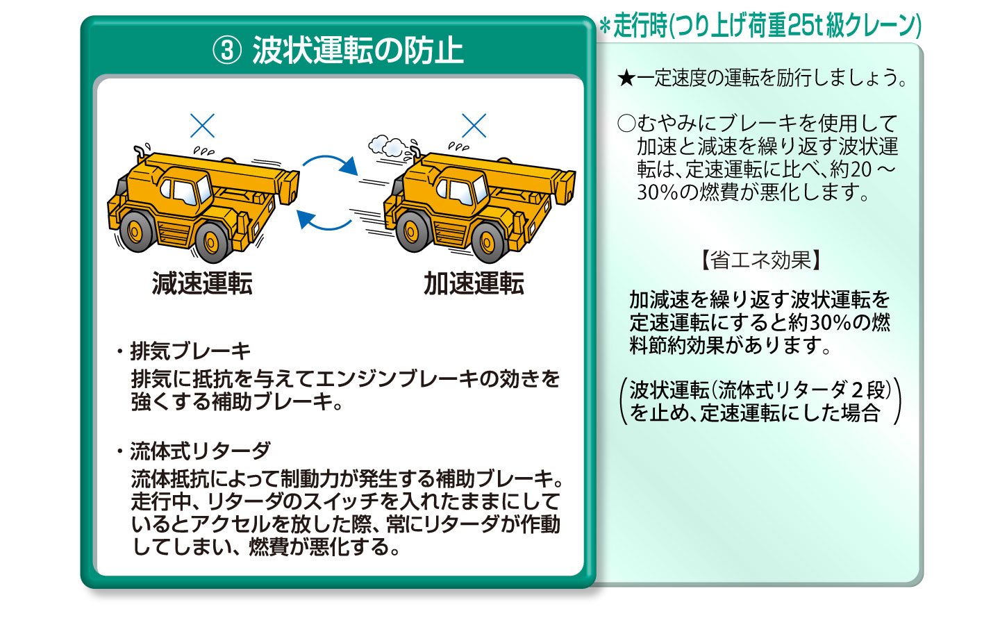 ③ 波状運転の防止
減速運転
加速運転
・排気ブレーキ
排気に抵抗を与えてエンジンブレーキの効きを
強くする補助ブレーキ。
・流体式リターダ
流体抵抗によって制動力が発生する補助ブレーキ。
走行中、リターダのスイッチを入れたままにして
いるとアクセルを放した際、常にリターダが作動
してしまい、燃費が悪化する。
＊走行時(つり上げ荷重25t級クレーン)
★一定速度の運転を励行しましょう。
○むやみにブレーキを使用して
加速と減速を繰り返す波状運
転は、定速運転に比べ、約20～
30%の燃費が悪化します。
【省エネ効果】
加減速を繰り返す波状運転を
定速運転にすると約30%の燃
料節約効果があります。
(波状運転(流体式リターダ2段)
を止め、定速運転にした場合)